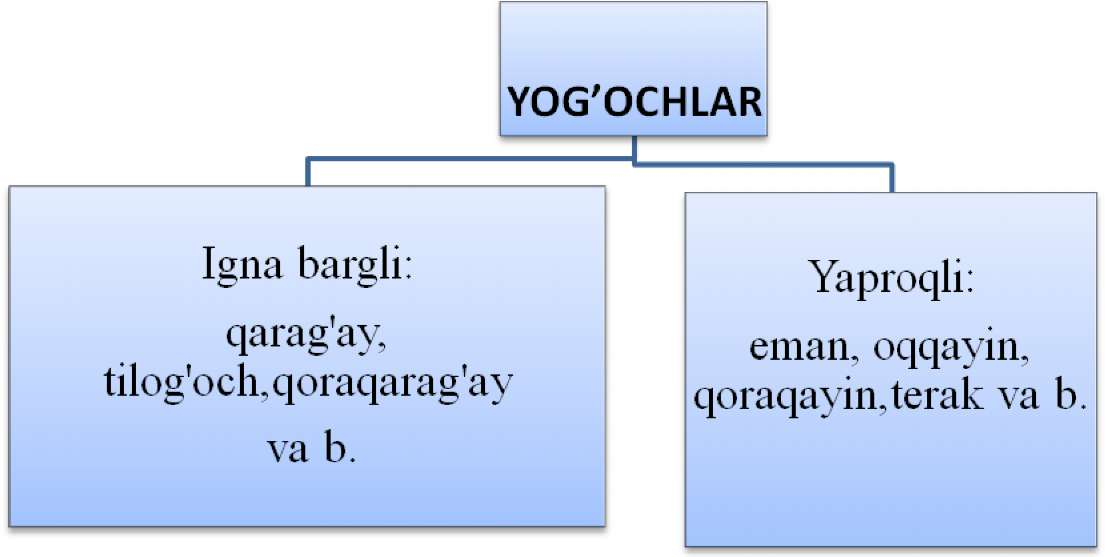 YOG’OCHLAR
Igna bargli:
qarag'ay,
tilog'och,qoraqarag'ay
va b.
Yaproqli:
eman, oqqayin,
qoraqayin,terak va b.